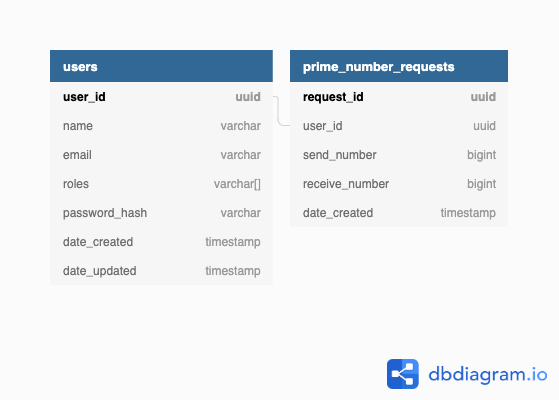 users
user_id uuid
name varchar
email varchar
roles varchar[]
password_hash varchar
date_created timestamp
date_updated timestamp
prime_number_requests
request_id uuid
user_id uuid
send_number bigint
receive_number bigint
date_created timestamp
dbdiagram.io